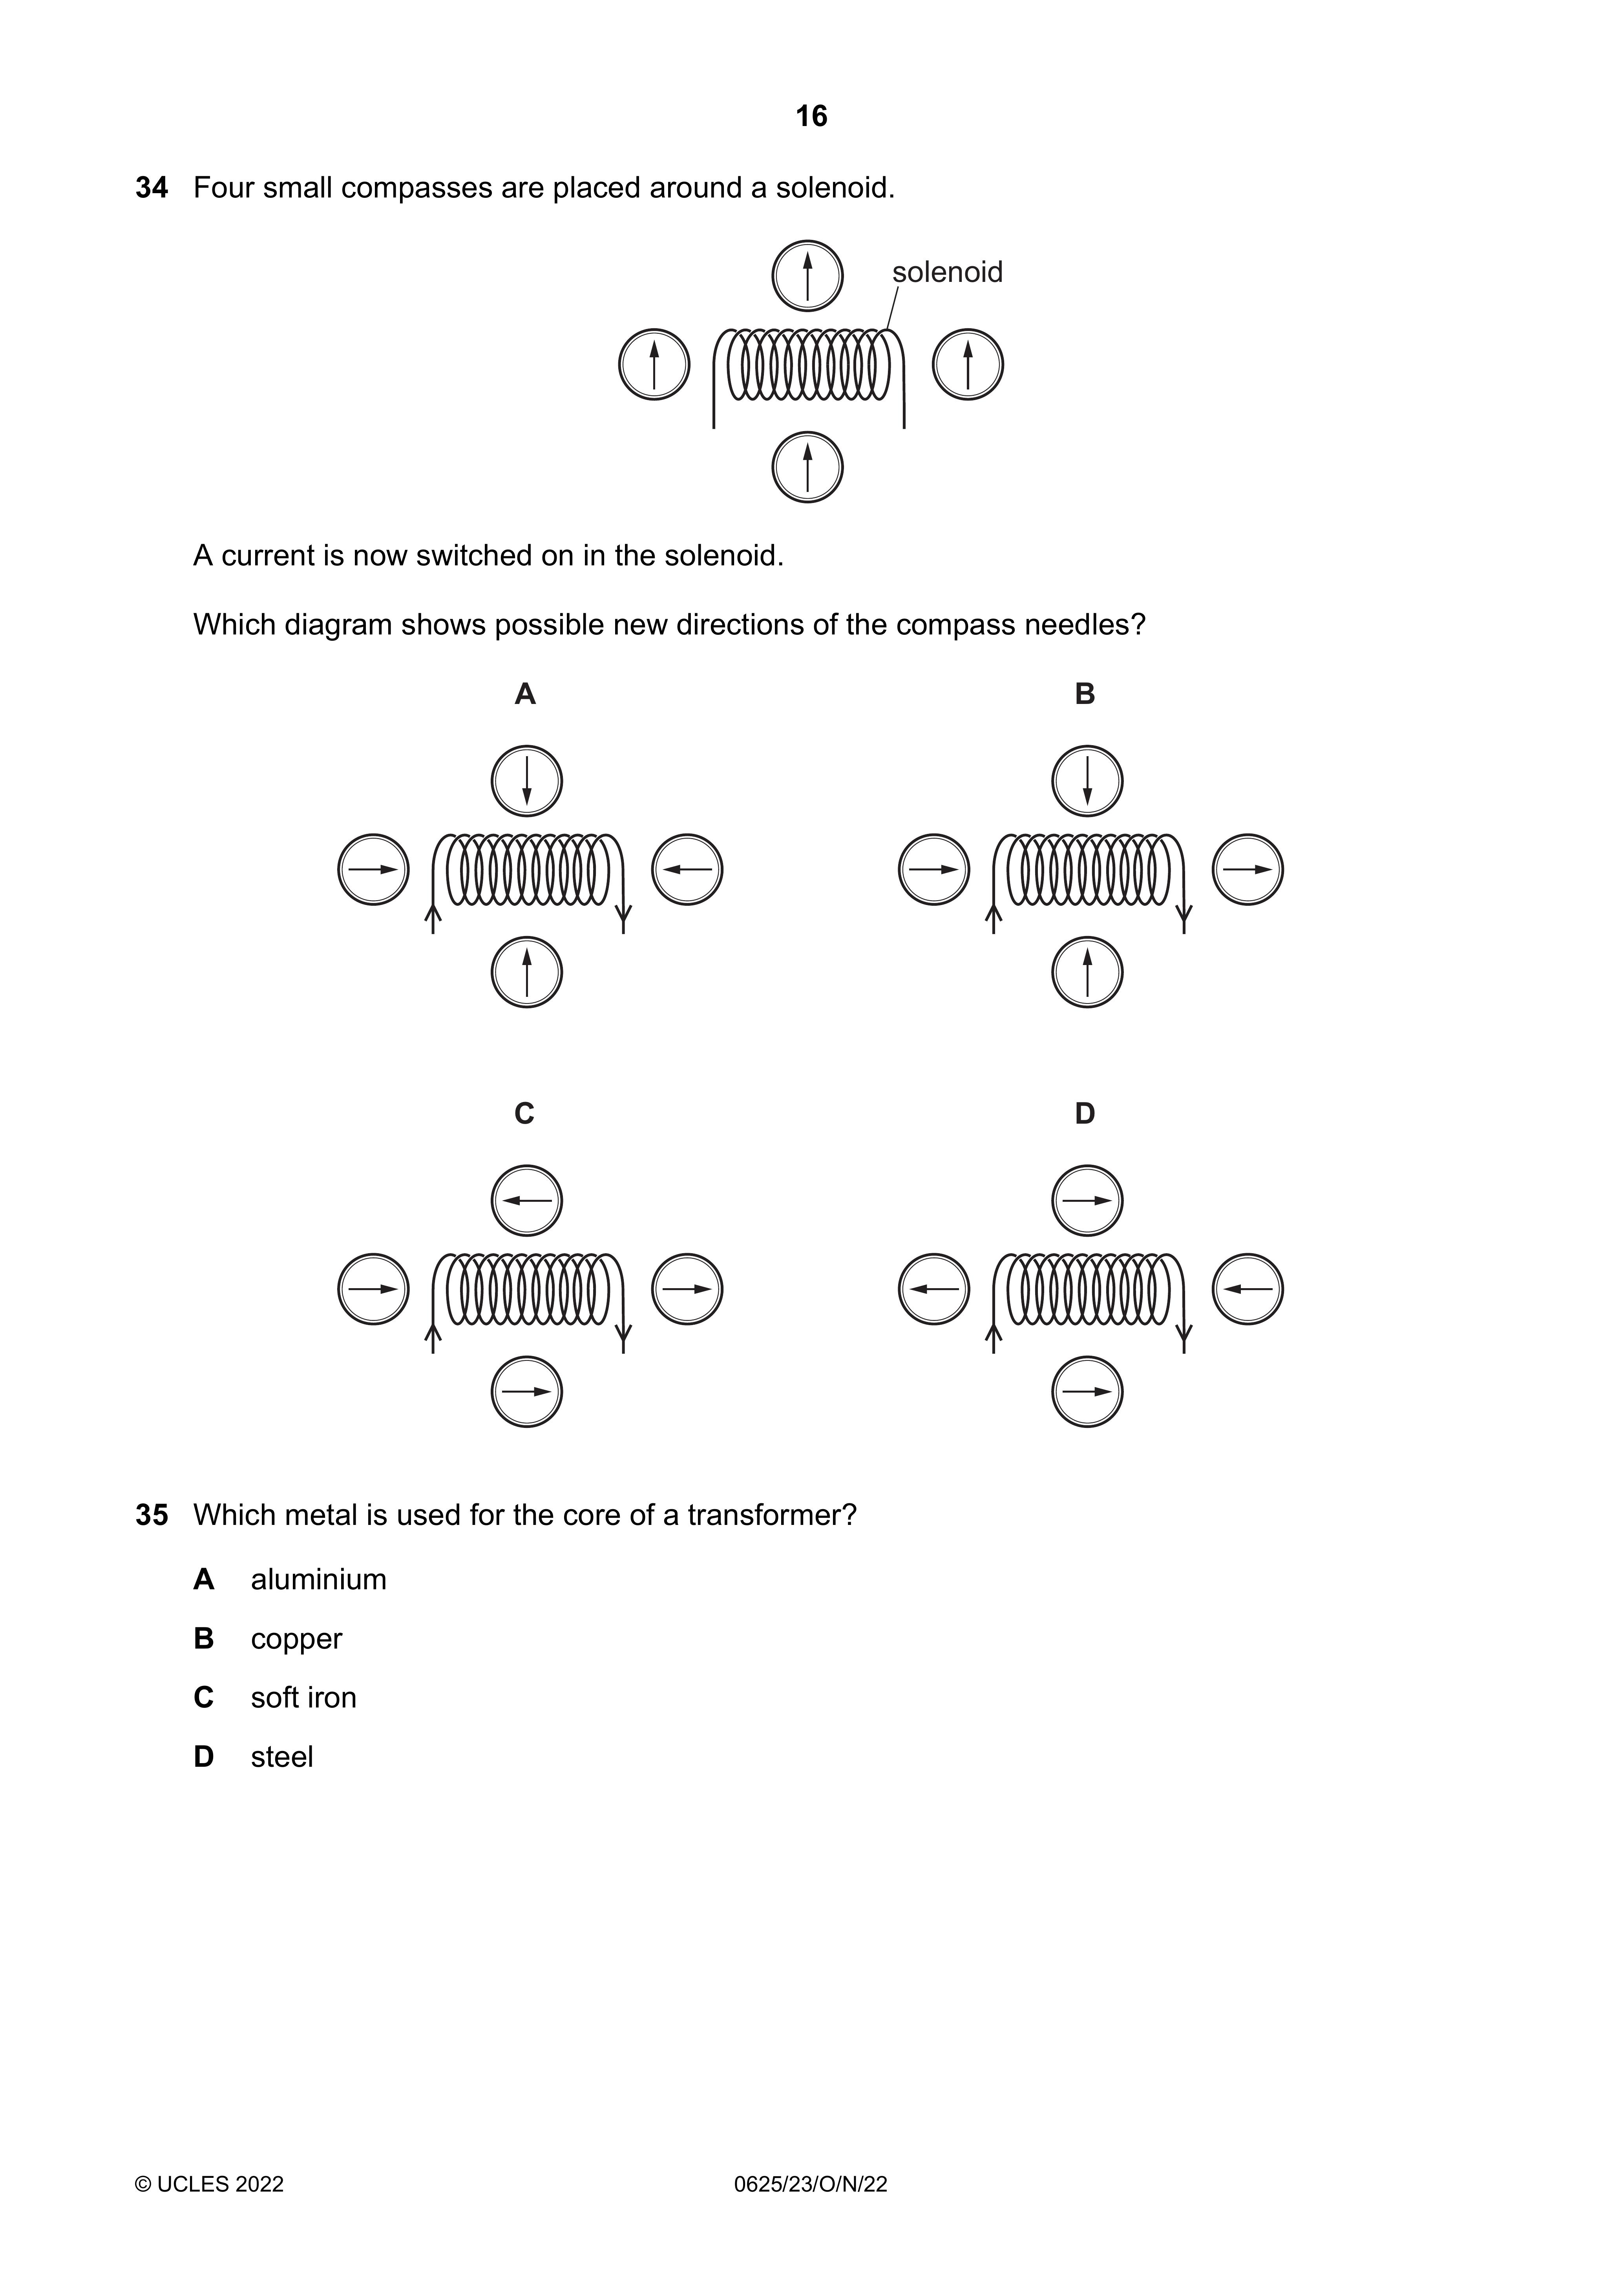 16
34 Four small compasses are placed around a solenoid.
solenoid
A current is now switched on in the solenoid.
Which diagram shows possible new directions of the compass needles?
A B
C D
35 Which metal is used for the core of a transformer?
A aluminium
B copper
C soft iron
D steel
© UCLES 2022 0625/23/O/N/22